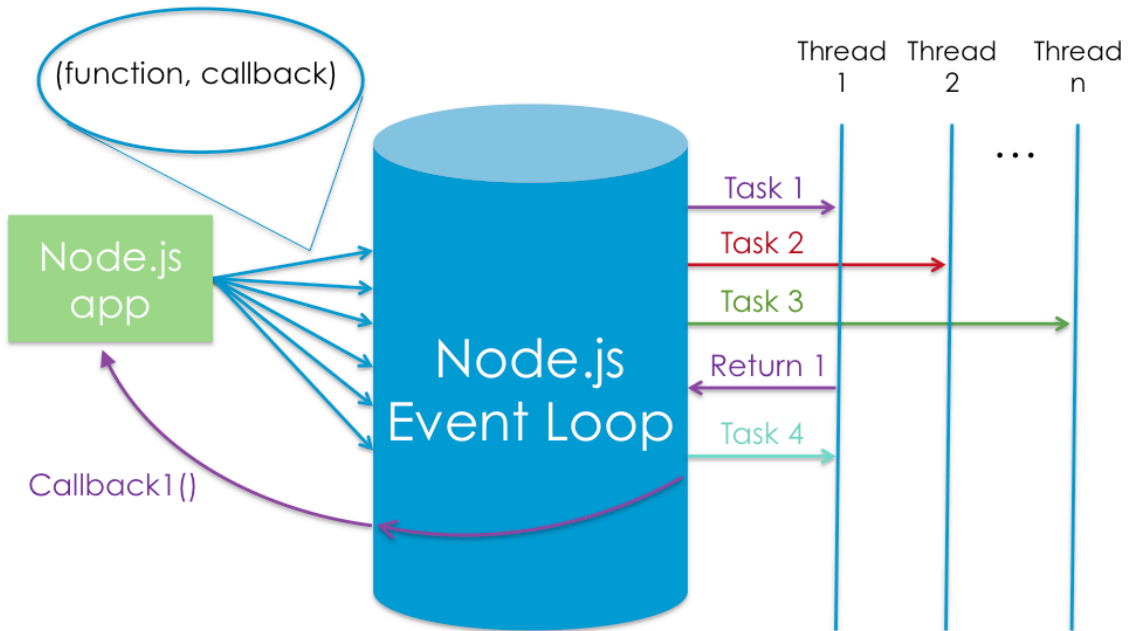 (function, callback)
Thread
1
Thread
2
...
Thread
n
Node.js
app
Node.js
Event Loop
Task 1
Task 2
Task 3
Return 1
Task 4
Callback1()